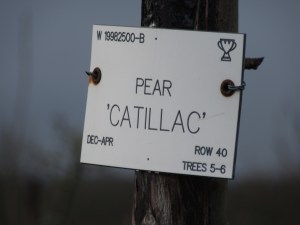 W 19982500-B
PEAR
'CATILLAC'
DEC-APR
ROW 40
TREES 5-6